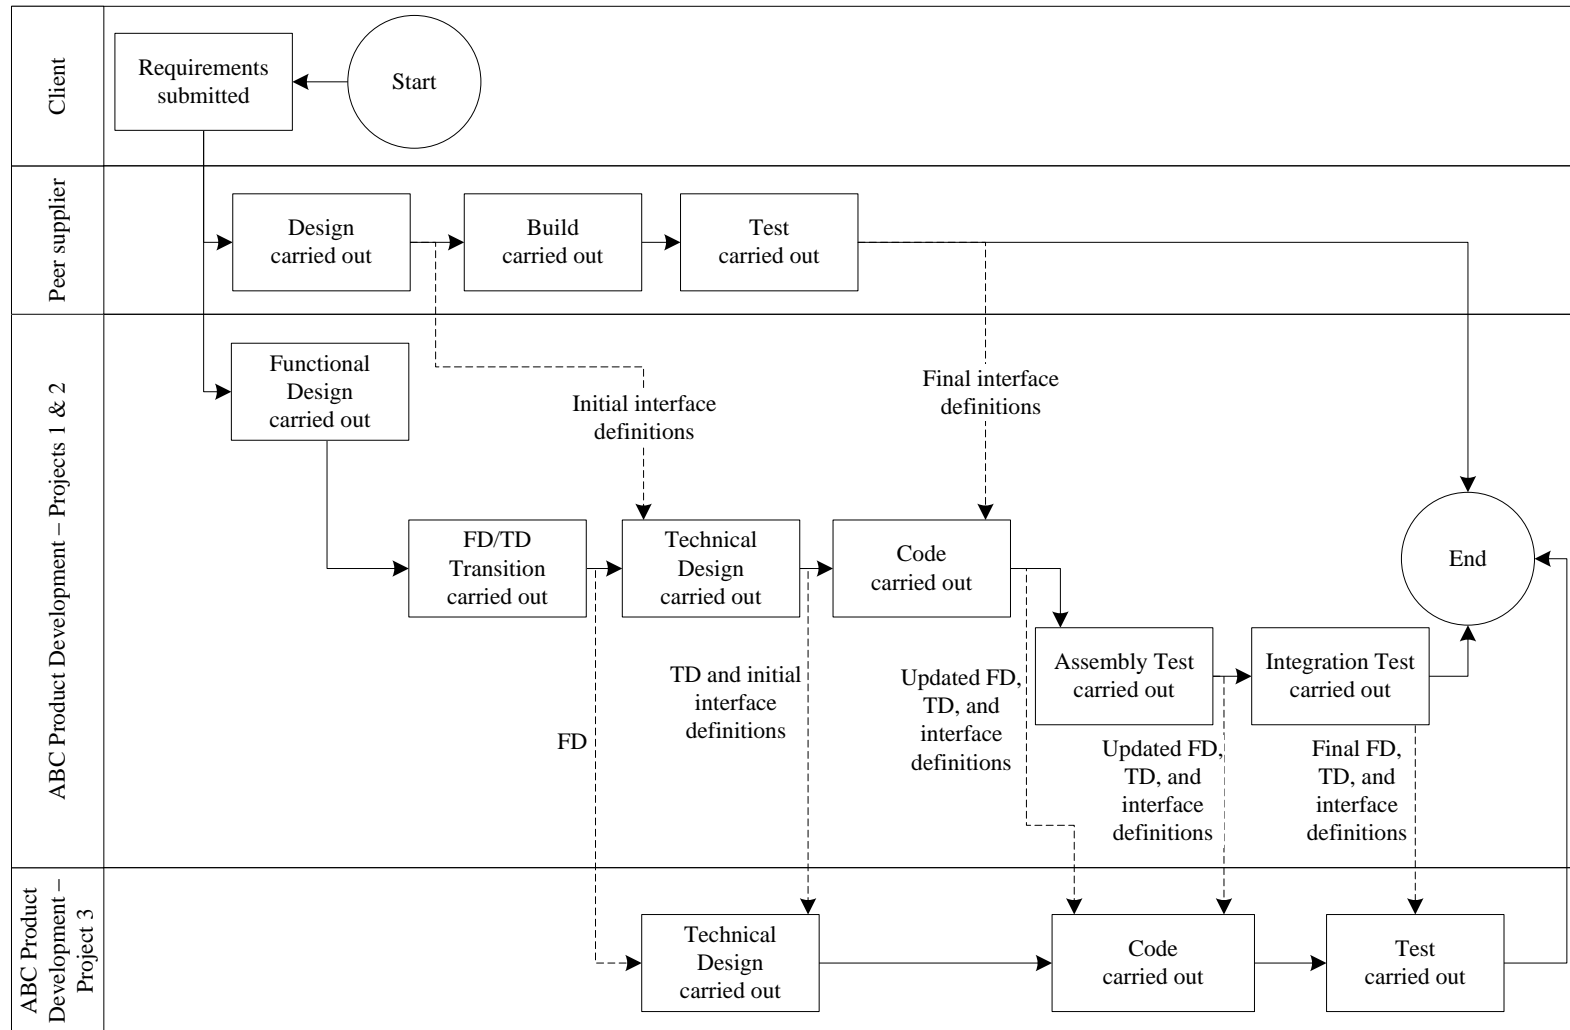 Client
Requirements
submitted
Start
Peer supplier
Design
carried out
Build
carried out
Test
carried out
ABC Product Development – Projects 1 & 2
Functional
Design
carried out
Initial interface
definitions
Final interface
definitions
FD/TD
Transition
carried out
Technical
Design
carried out
Code
carried out
End
Assembly Test
carried out
Integration Test
carried out
FD
TD and initial
interface
definitions
Updated FD,
TD, and
interface
definitions
Updated FD,
TD, and
interface
definitions
Final FD,
TD, and
interface
definitions
ABC Product
Development –
Project 3
Technical
Design
carried out
Code
carried out
Test
carried out